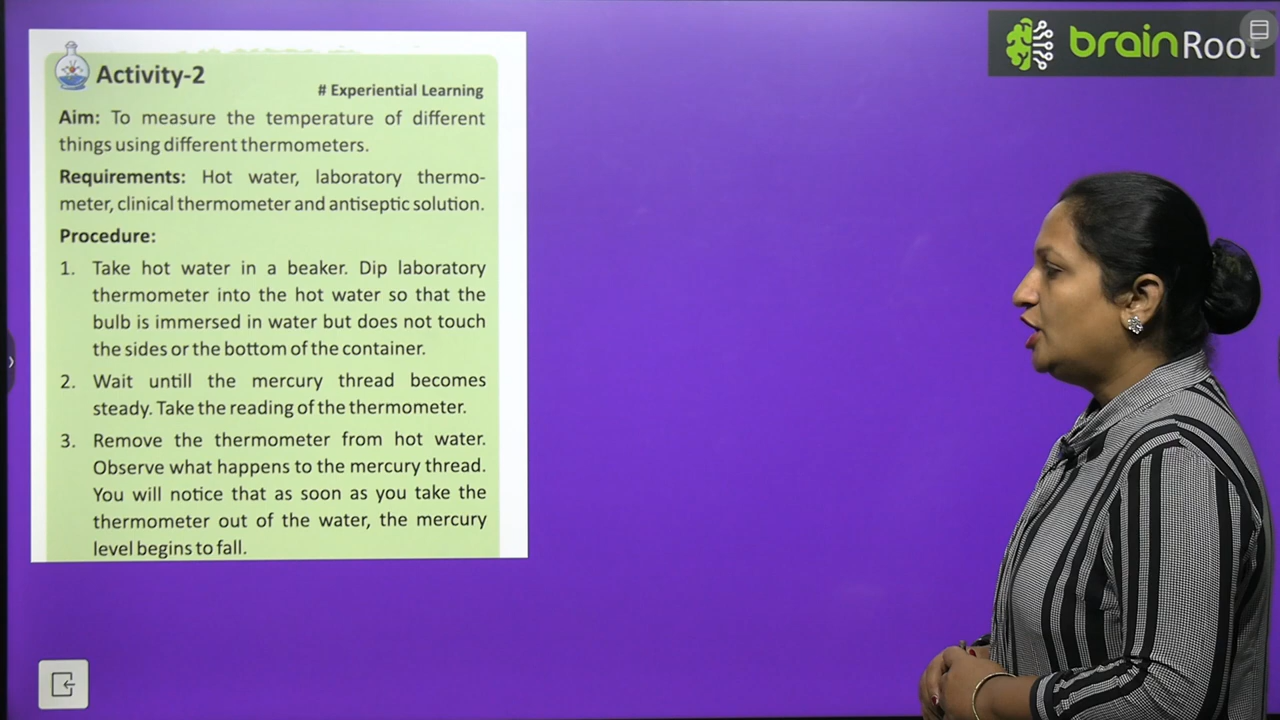 Activity-2
# Experiential Learning
Aim: To measure the temperature of different
things using different thermometers.
Requirements: Hot water, laboratory thermo-
meter, clinical thermometer and antiseptic solution.
Procedure:
1. Take hot water in a beaker. Dip laboratory
thermometer into the hot water so that the
bulb is immersed in water but does not touch
the sides or the bottom of the container.
2. Wait untill the mercury thread becomes
steady. Take the reading of the thermometer.
3. Remove the thermometer from hot water.
Observe what happens to the mercury thread.
You will notice that as soon as you take the
thermometer out of the water, the mercury
level begins to fall.
brainRoot